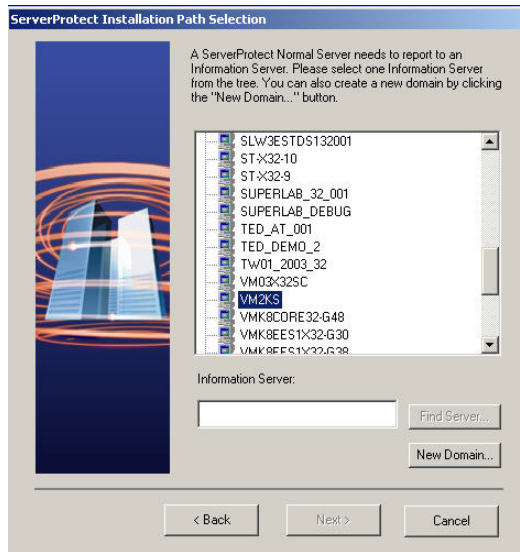 ServerProtect Installation Path Selection
A ServerProtect Normal Server needs to report to an
Information Server. Please select one Information Server
from the tree. You can also create a new domain by clicking
the "New Domain..." button.
SLW3ESTDS132001
ST-X32-10
ST-X32-9
SUPERLAB_32_001
SUPERLAB_DEBUG
TED_AT_001
TED_DEMO_2
TW01_2003_32
VM03X32SC
VM2KS
VMK8CORE32-G48
VMK8EES1X32-G30
VMK8EES1X32-G38
Information Server:
Find Server...
New Domain...
< Back
Next >
Cancel